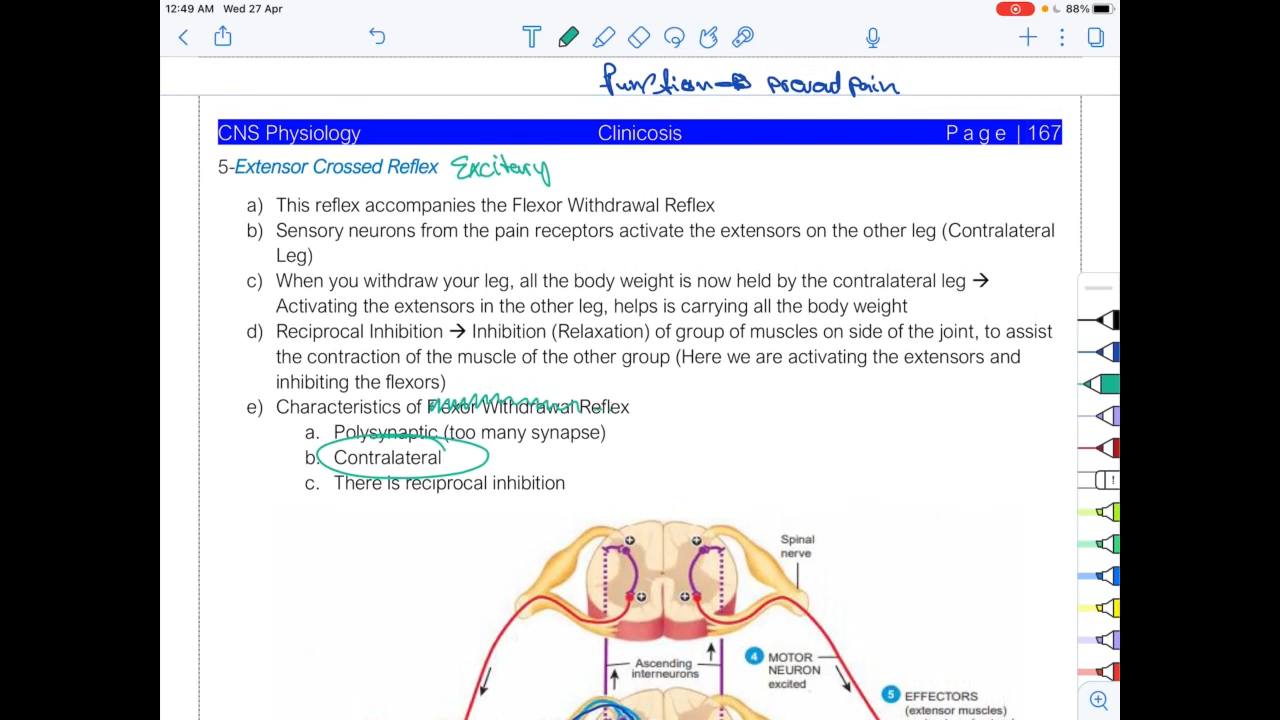 12:49 AM Wed 27 Apr
88%
T
Function → prevent pain
CNS Physiology Clinicosis Page | 167
5-Extensor Crossed Reflex Excitery
a) This reflex accompanies the Flexor Withdrawal Reflex
b) Sensory neurons from the pain receptors activate the extensors on the other leg (Contralateral
Leg)
c) When you withdraw your leg, all the body weight is now held by the contralateral leg →
Activating the extensors in the other leg, helps is carrying all the body weight
d) Reciprocal Inhibition → Inhibition (Relaxation) of group of muscles on side of the joint, to assist
the contraction of the muscle of the other group (Here we are activating the extensors and
inhibiting the flexors)
e) Characteristics of Flexor Withdrawal Reflex
a. Polysynaptic (too many synapse)
b. Contralateral
c. There is reciprocal inhibition
Spinal
nerve
Ascending
interneurons
4 MOTOR
NEURON
excited
5 EFFECTORS
(extensor muscles)